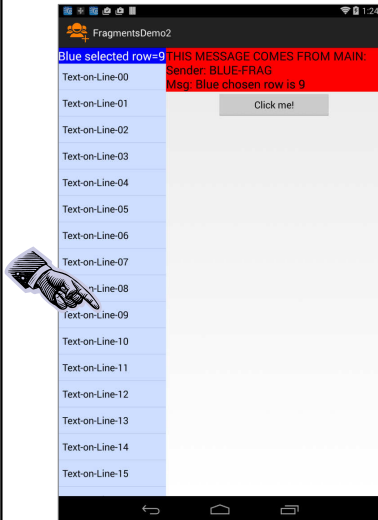 1:24
FragmentsDemo2
Blue selected row=9
THIS MESSAGE COMES FROM MAIN:
Sender: BLUE-FRAG
Msg: Blue chosen row is 9
Click me!
Text-on-Line-00
Text-on-Line-01
Text-on-Line-02
Text-on-Line-03
Text-on-Line-04
Text-on-Line-05
Text-on-Line-06
Text-on-Line-07
n-Line-08
Text-on-Line-09
Text-on-Line-10
Text-on-Line-11
Text-on-Line-12
Text-on-Line-13
Text-on-Line-14
Text-on-Line-15